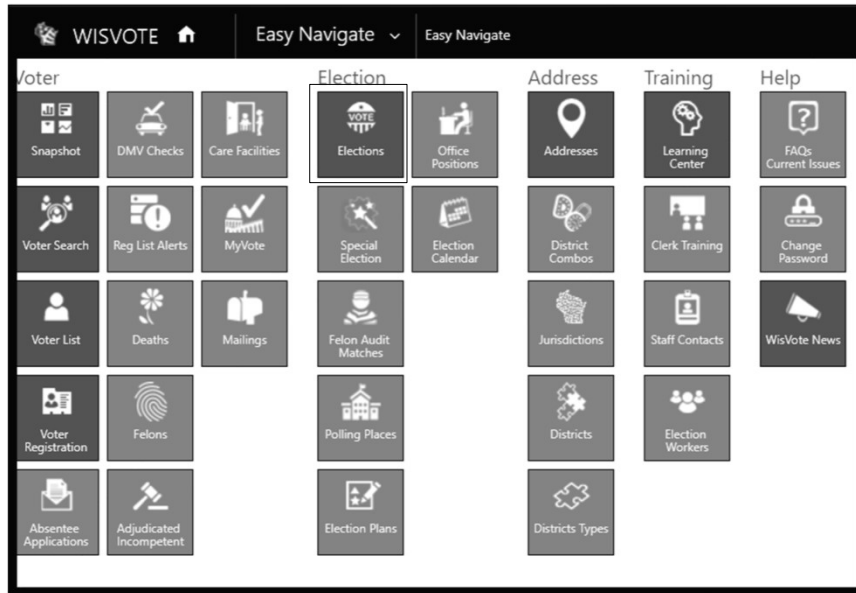 WISVOTE Easy Navigate Easy Navigate
Voter Election Address Training Help
VOTE
Snapshot DMV Checks Care Facilities Elections Office Positions Addresses Learning Center FAQs Current Issues
Voter Search Reg List Alerts MyVote Special Election Election Calendar District Combos Clerk Training Change Password
Voter List Deaths Mailings Felon Audit Matches Jurisdictions Staff Contacts WisVote News
Voter Registration Felons Polling Places Districts Election Workers
Absentee Applications Adjudicated Incompetent Election Plans Districts Types